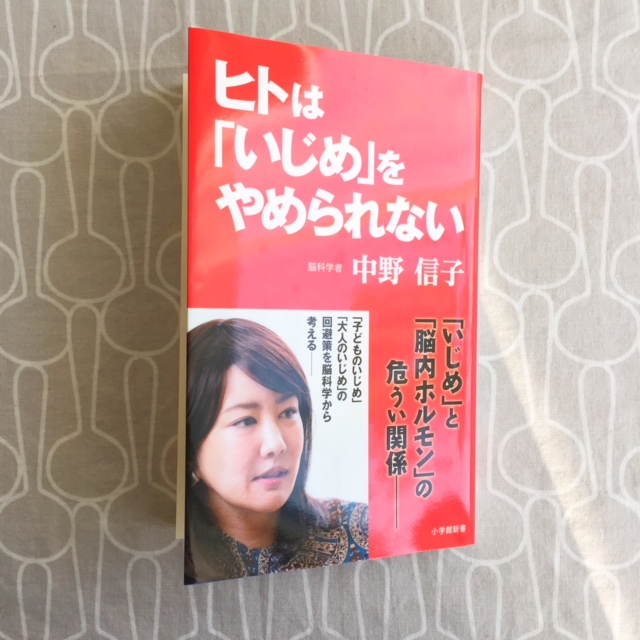 ヒトは
「いじめ」を
やめられない
脳科学者 中野 信子
「いじめ」と
「脳内ホルモン」の
危うい関係──
「子どものいじめ」
「大人のいじめ」の
回避策を脳科学から
考える──
小学館新書